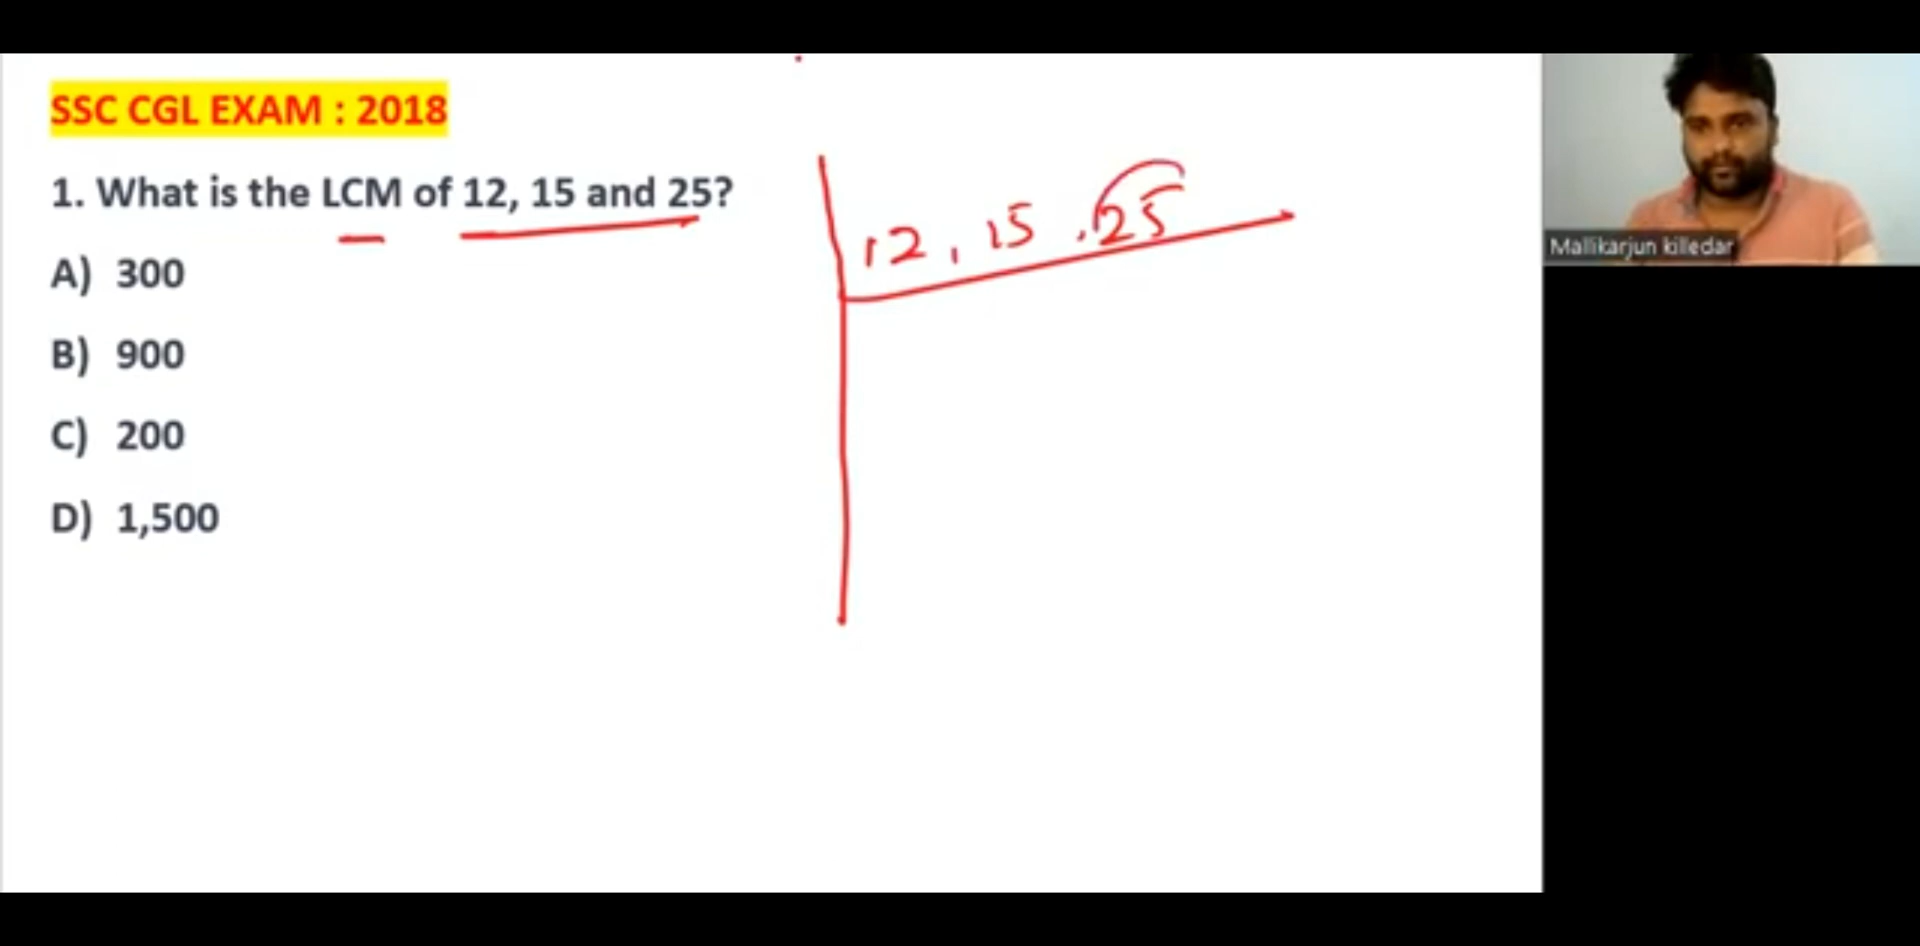 SSC CGL EXAM : 2018
1. What is the LCM of 12, 15 and 25?
A) 300
B) 900
C) 200
D) 1,500
12, 15, 25
Mallikarjun killedar